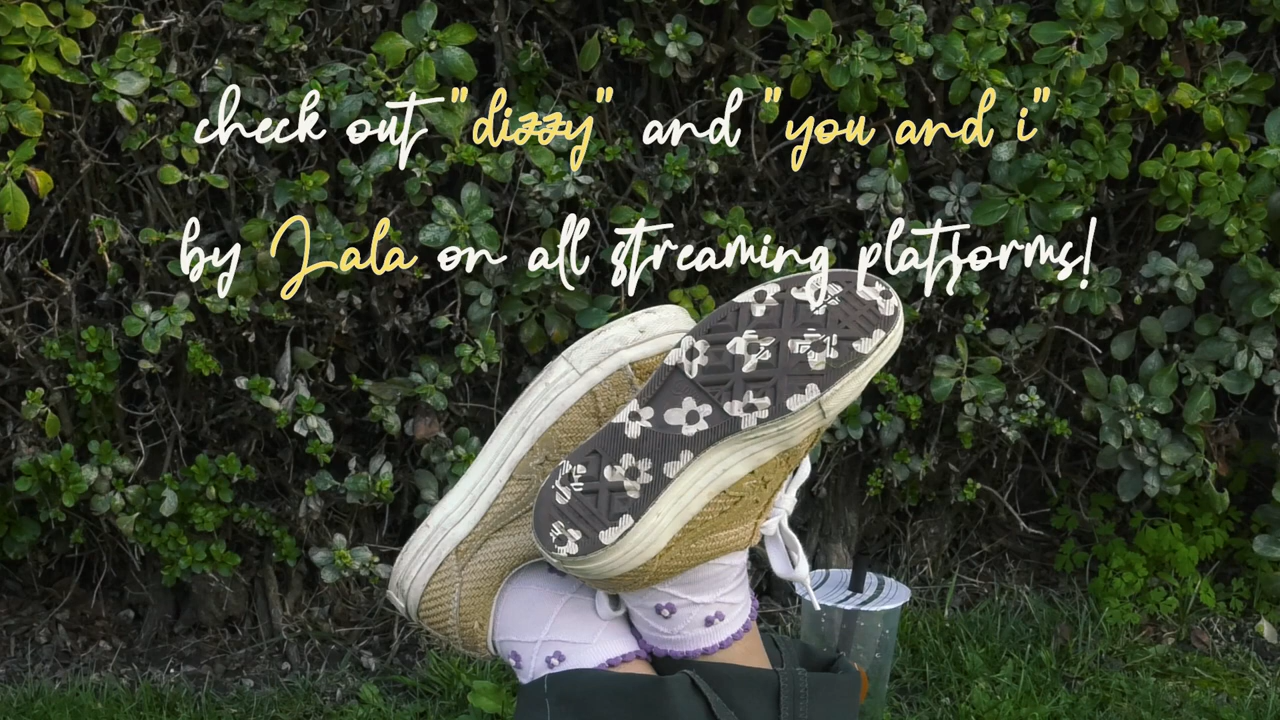 check out "dizzy" and "you and i"
by Lala on all streaming platforms!